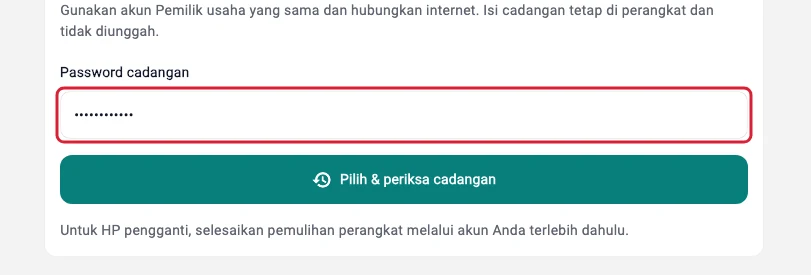 Gunakan akun Pemilik usaha yang sama dan hubungkan internet. Isi cadangan tetap di perangkat dan
tidak diunggah.
Password cadangan
••••••••••••
Pilih & periksa cadangan
Untuk HP pengganti, selesaikan pemulihan perangkat melalui akun Anda terlebih dahulu.